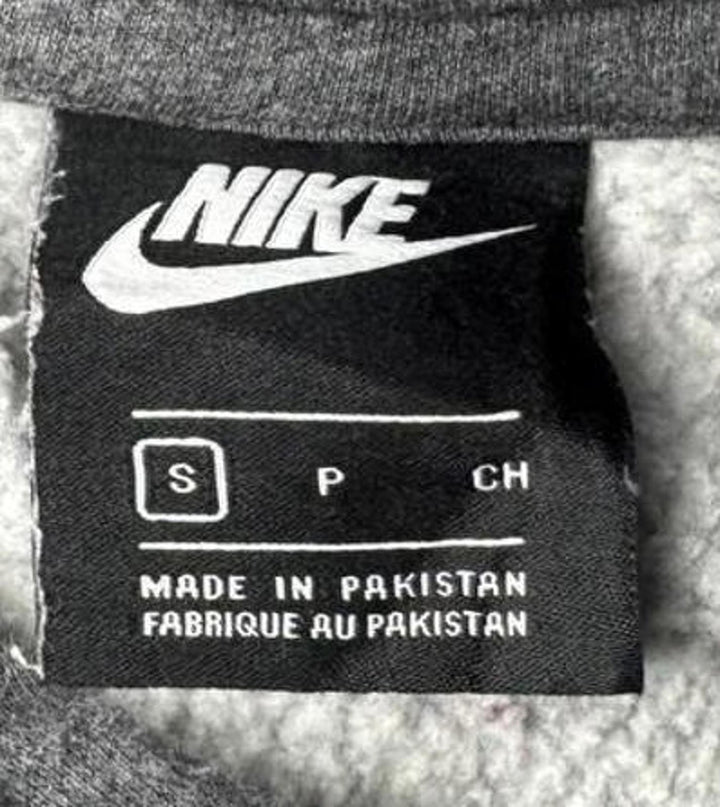 NIKE
S P CH
MADE IN PAKISTAN
FABRIQUE AU PAKISTAN